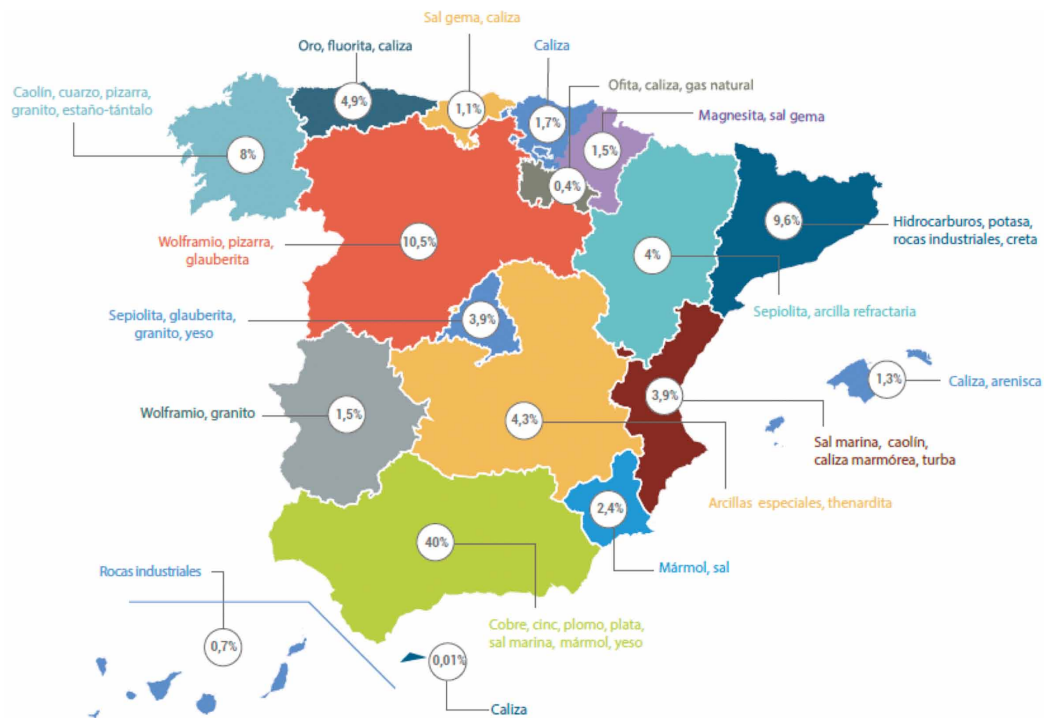 Sal gema, caliza
Oro, fluorita, caliza
Caliza
Ofita, caliza, gas natural
Caolín, cuarzo, pizarra,
granito, estaño-tántalo
4,9%
1,1%
1,7%
Magnesita, sal gema
8%
1,5%
0,4%
9,6%
Hidrocarburos, potasa,
rocas industriales, creta
Wolframio, pizarra,
glauberita
10,5%
4%
Sepiolita, glauberita,
granito, yeso
3,9%
Sepiolita, arcilla refractaria
1,3%
Caliza, arenisca
3,9%
Wolframio, granito
1,5%
4,3%
Sal marina, caolín,
caliza marmórea, turba
Arcillas especiales, thenardita
2,4%
40%
Mármol, sal
Rocas industriales
Cobre, cinc, plomo, plata,
sal marina, mármol, yeso
0,7%
0,01%
Caliza